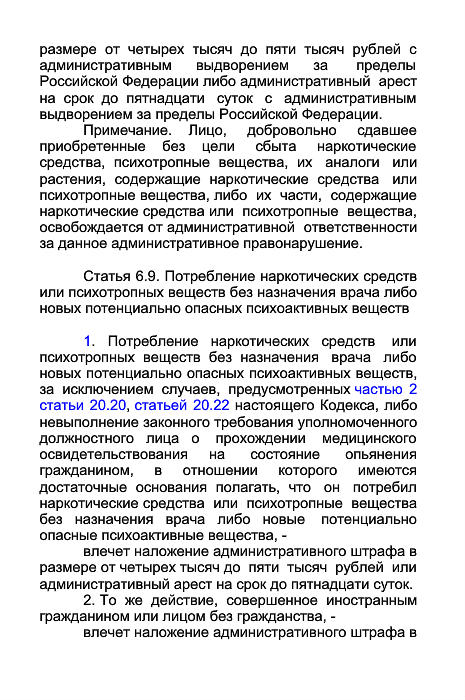 размере от четырех тысяч до пяти тысяч рублей с
административным выдворением за пределы
Российской Федерации либо административный арест
на срок до пятнадцати суток с административным
выдворением за пределы Российской Федерации.
Примечание. Лицо, добровольно сдавшее
приобретенные без цели сбыта наркотические
средства, психотропные вещества, их аналоги или
растения, содержащие наркотические средства или
психотропные вещества, либо их части, содержащие
наркотические средства или психотропные вещества,
освобождается от административной ответственности
за данное административное правонарушение.
Статья 6.9. Потребление наркотических средств
или психотропных веществ без назначения врача либо
новых потенциально опасных психоактивных веществ
1. Потребление наркотических средств или
психотропных веществ без назначения врача либо
новых потенциально опасных психоактивных веществ,
за исключением случаев, предусмотренных частью 2
статьи 20.20, статьей 20.22 настоящего Кодекса, либо
невыполнение законного требования уполномоченного
должностного лица о прохождении медицинского
освидетельствования на состояние опьянения
гражданином, в отношении которого имеются
достаточные основания полагать, что он потребил
наркотические средства или психотропные вещества
без назначения врача либо новые потенциально
опасные психоактивные вещества, -
влечет наложение административного штрафа в
размере от четырех тысяч до пяти тысяч рублей или
административный арест на срок до пятнадцати суток.
2. То же действие, совершенное иностранным
гражданином или лицом без гражданства, -
влечет наложение административного штрафа в